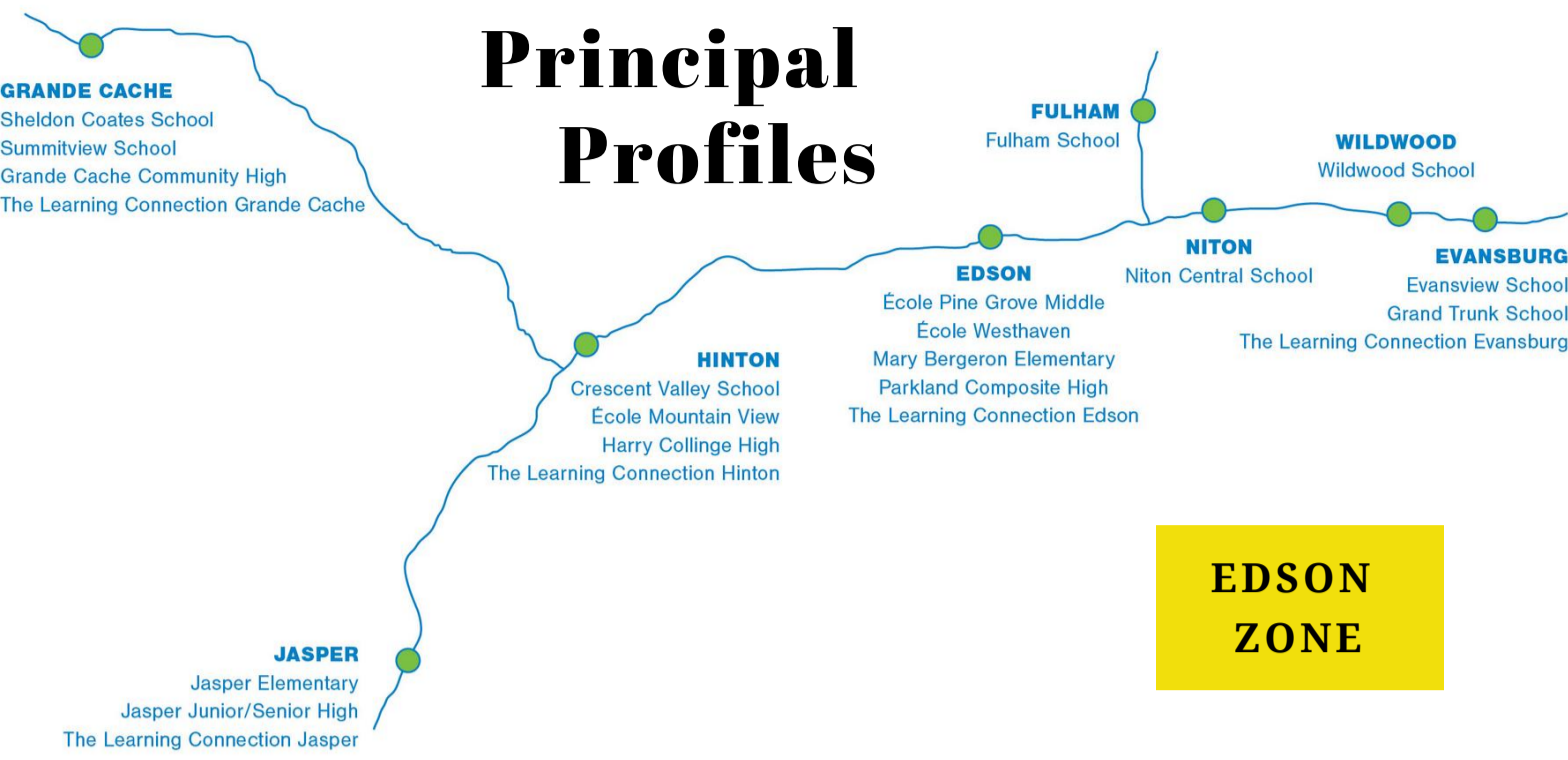 Principal
Profiles
GRANDE CACHE
Sheldon Coates School
Summitview School
Grande Cache Community High
The Learning Connection Grande Cache
FULHAM
Fulham School
WILDWOOD
Wildwood School
NITON
Niton Central School
EVANSBURG
Evansview School
Grand Trunk School
The Learning Connection Evansburg
EDSON
École Pine Grove Middle
École Westhaven
Mary Bergeron Elementary
Parkland Composite High
The Learning Connection Edson
HINTON
Crescent Valley School
École Mountain View
Harry Collinge High
The Learning Connection Hinton
JASPER
Jasper Elementary
Jasper Junior/Senior High
The Learning Connection Jasper
EDSON
ZONE